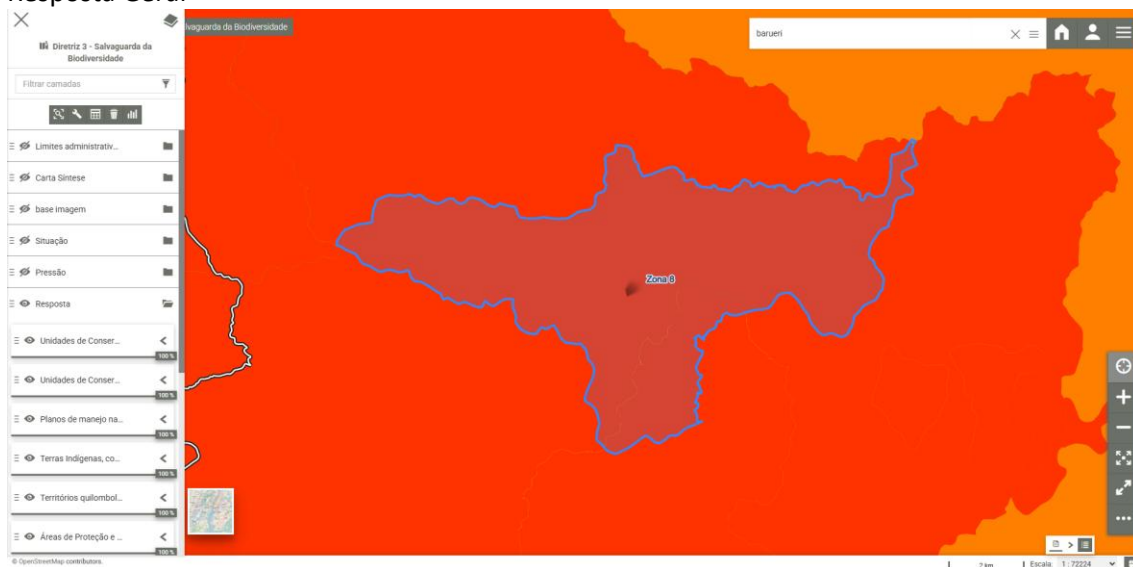 Resposta Geral
Diretriz 3 - Salvaguarda da
Biodiversidade
Filtrar camadas
Limites administrativ...
Carta Síntese
base imagem
Situação
Pressão
Resposta
Unidades de Conser...
100 %
Unidades de Conser...
100 %
Planos de manejo na...
100 %
Terras Indígenas, co...
100 %
Territórios quilombol...
100 %
Áreas de Proteção e ...
100 %
© OpenStreetMap contributors.
alvaguarda da Biodiversidade
barueri
Zona 8
2 km
Escala: 1 : 72224